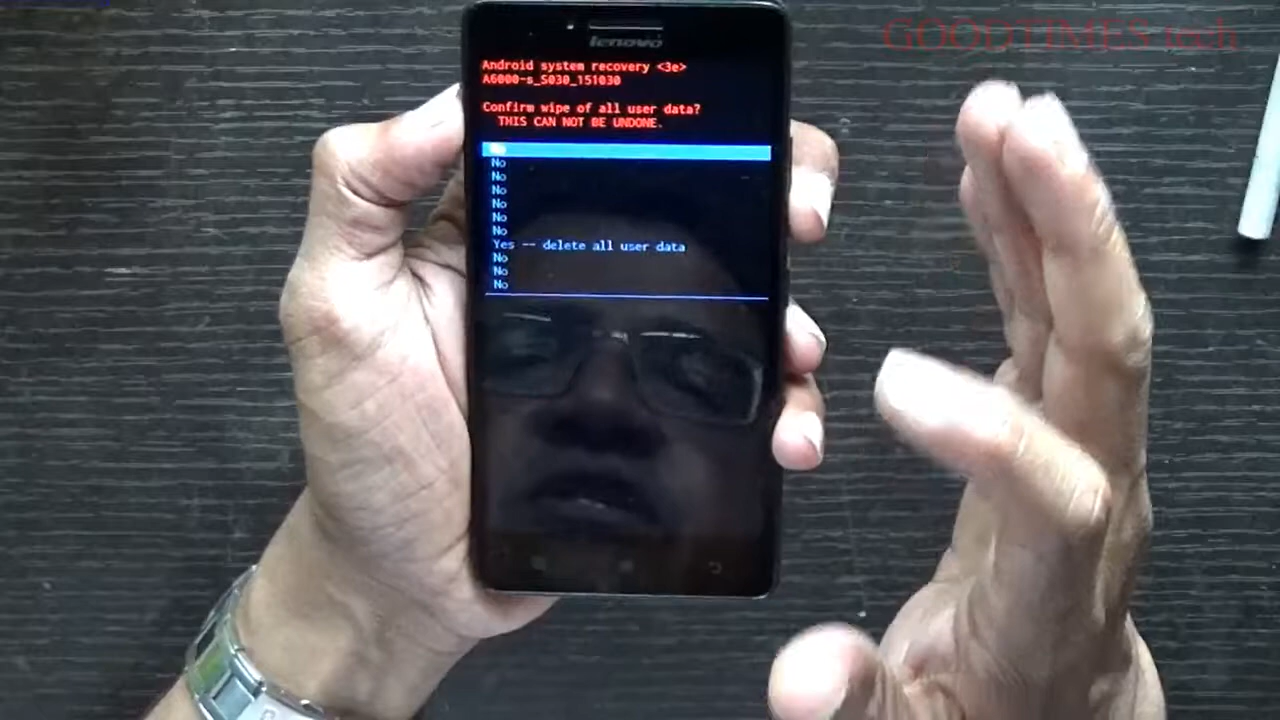 GOODTIMES tech
lenovo
Android system recovery <3e>
A6000-s_S030_151030
Confirm wipe of all user data?
THIS CAN NOT BE UNDONE.
No
No
No
No
No
No
No
Yes -- delete all user data
No
No
No